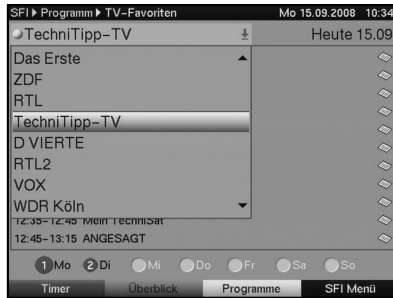 SFI Programm TV-Favoriten Mo 15.09.2008 10:34
TechniTipp-TV Heute 15.09
Das Erste
ZDF
RTL
TechniTipp-TV
D VIERTE
RTL2
VOX
WDR Köln
12:35-12:45 Mein TechniSat
12:45-13:15 ANGESAGT
1 Mo 2 Di Mi Do Fr Sa So
Timer Überblick Programme SFI Menü